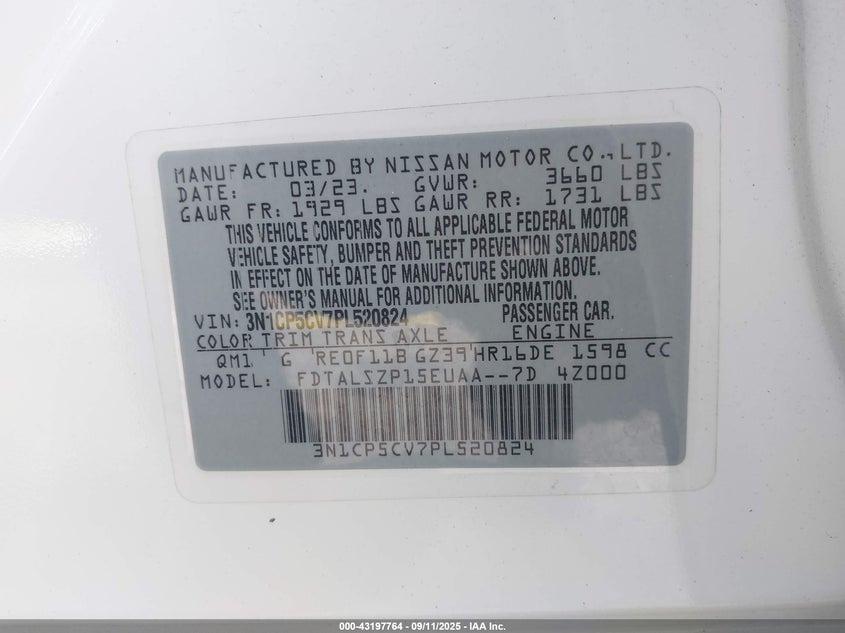 MANUFACTURED BY NISSAN MOTOR CO., LTD.
DATE: 03/23. GVWR: 3660 LBS
GAWR FR: 1929 LBS GAWR RR: 1731 LBS
THIS VEHICLE CONFORMS TO ALL APPLICABLE FEDERAL MOTOR
VEHICLE SAFETY, BUMPER AND THEFT PREVENTION STANDARDS
IN EFFECT ON THE DATE OF MANUFACTURE SHOWN ABOVE.
SEE OWNER'S MANUAL FOR ADDITIONAL INFORMATION.
VIN: 3N1CP5CV7PL520824 PASSENGER CAR.
COLOR TRIM TRANS AXLE ENGINE
QM1 G RE0F11B GZ39 HR16DE 1598 CC
MODEL: FDTALSZP15EUAA--7D 4Z000
3N1CP5CV7PL520824
000-43197764 - 09/11/2025 - IAA Inc.